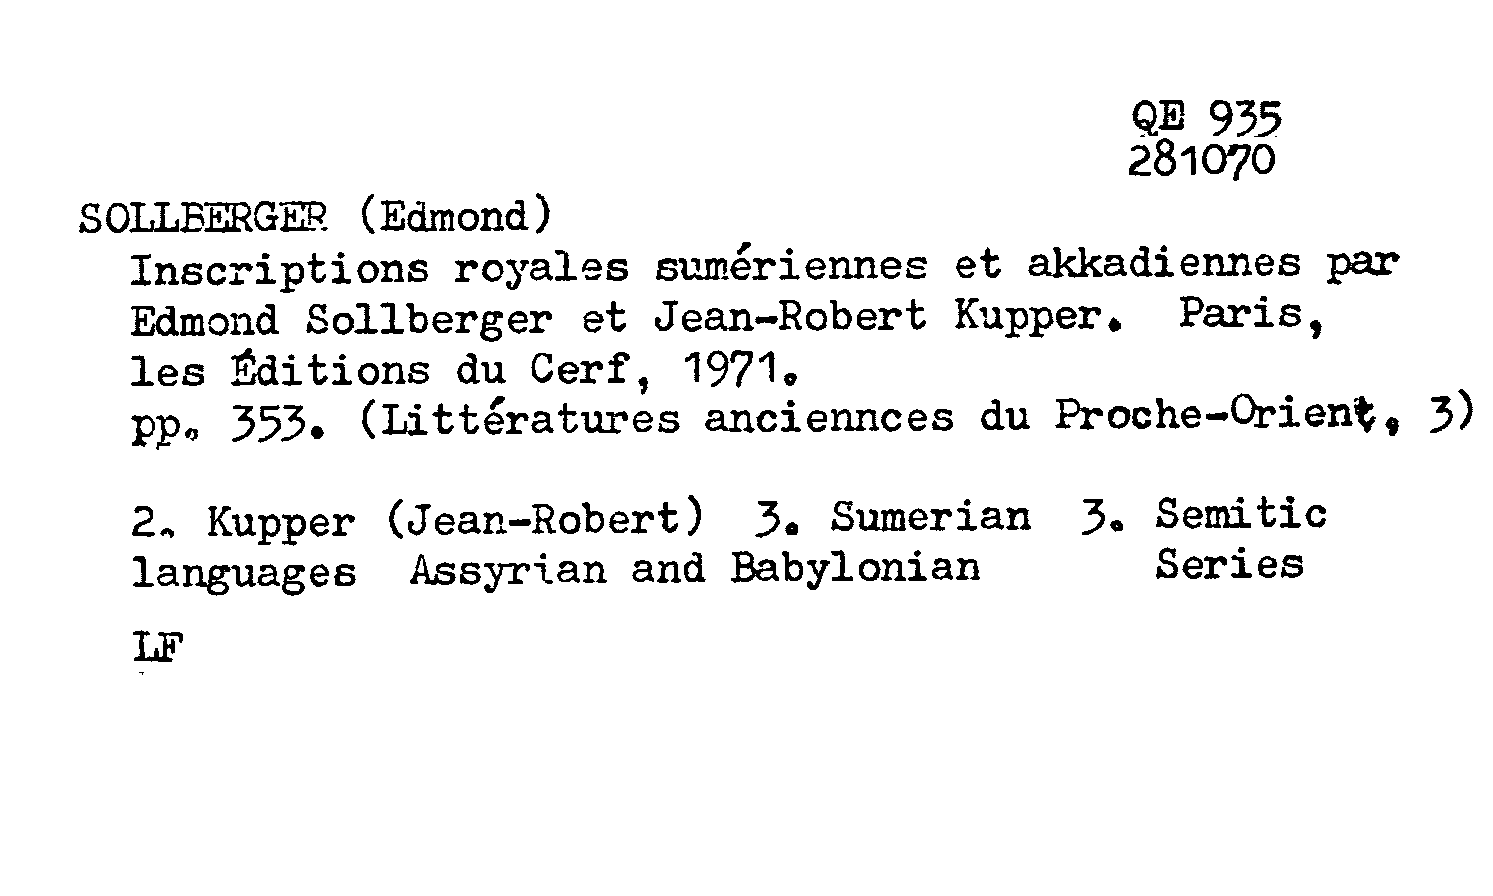 QE 935
281070
SOLLBERGER (Edmond)
Inscriptions royales sumériennes et akkadiennes par
Edmond Sollberger et Jean-Robert Kupper. Paris,
les Éditions du Cerf, 1971.
pp. 353. (Littératures anciennces du Proche-Orient, 3)
2. Kupper (Jean-Robert) 3. Sumerian 3. Semitic
languages Assyrian and Babylonian Series
LF